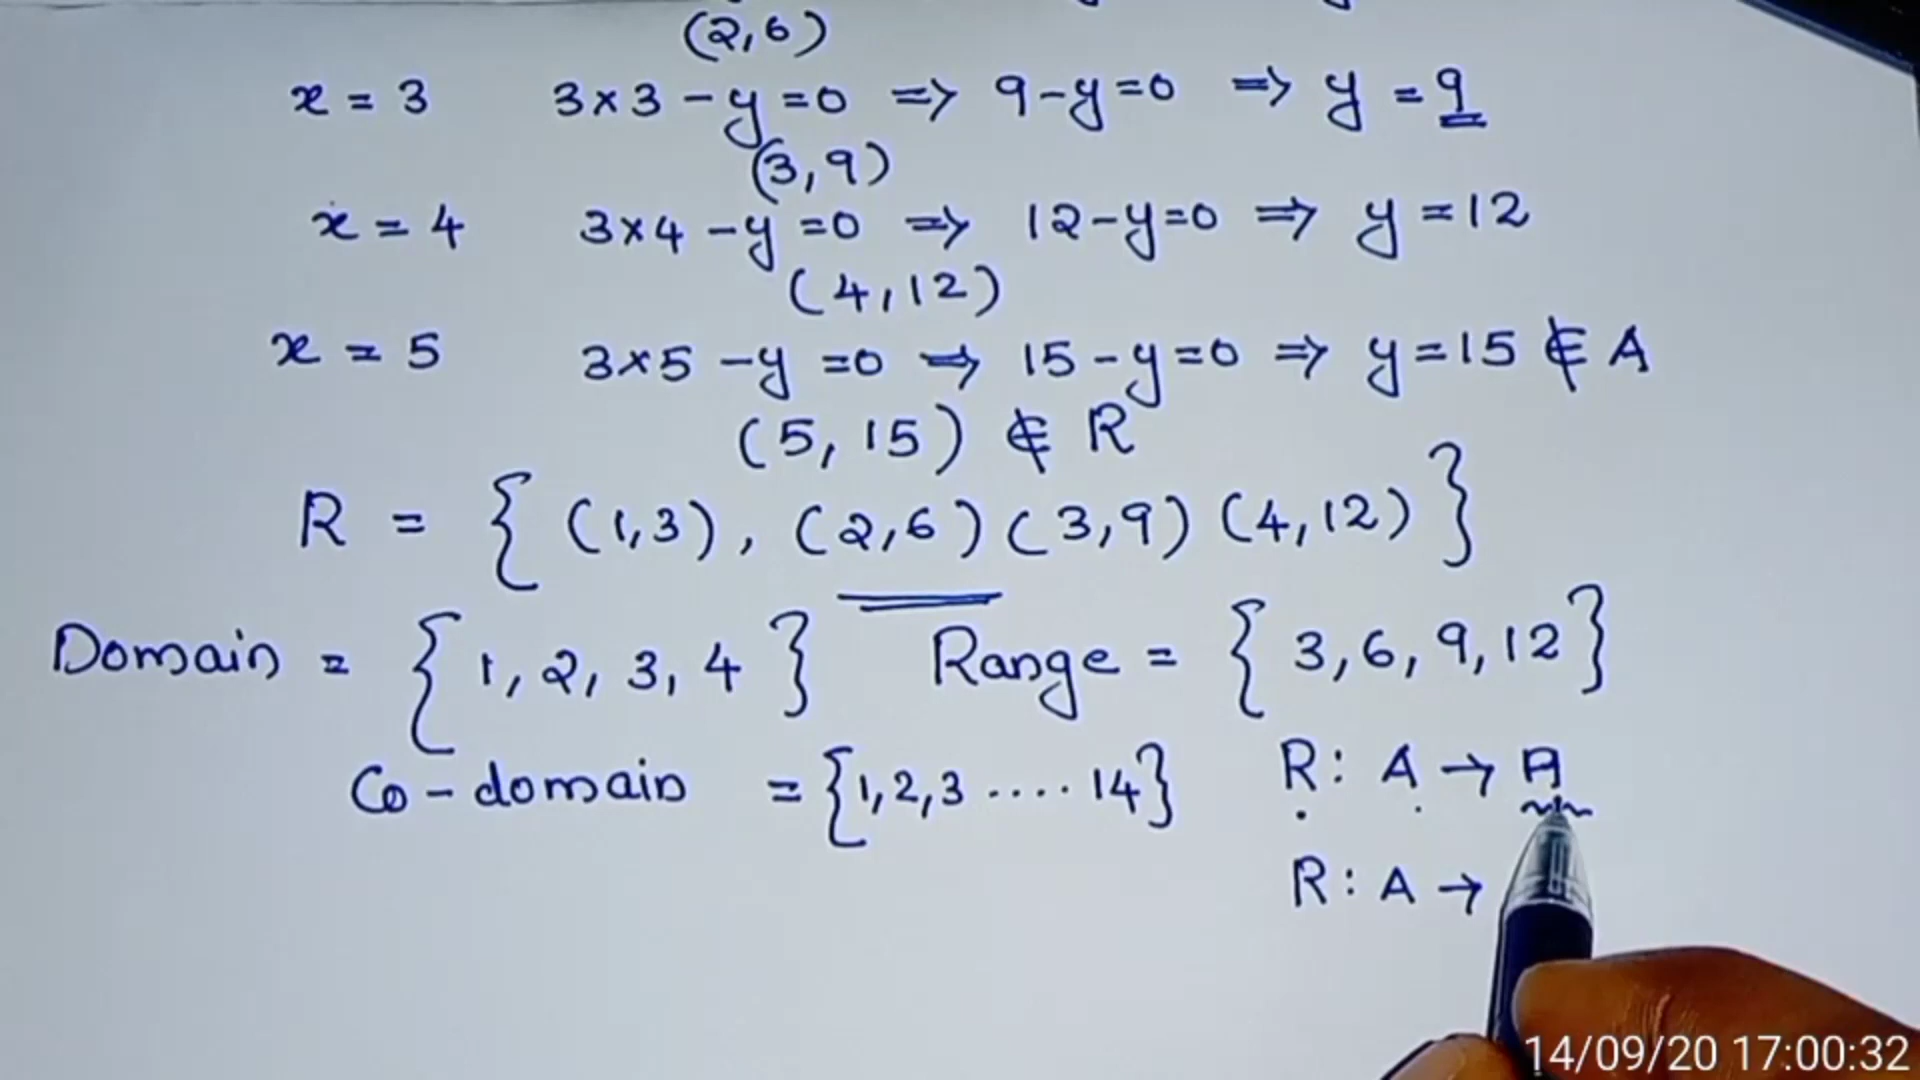 (2,6)
x = 3 3×3 - y = 0 ⇒ 9 - y = 0 ⇒ y = 9
(3,9)
x = 4 3×4 - y = 0 ⇒ 12 - y = 0 ⇒ y = 12
(4,12)
x = 5 3×5 - y = 0 ⇒ 15 - y = 0 ⇒ y = 15 ∉ A
(5,15) ∉ R
R = { (1,3), (2,6) (3,9) (4,12) }
Domain = { 1, 2, 3, 4 } Range = { 3, 6, 9, 12 }
Co-domain = {1,2,3 .... 14} R: A → A
R: A →
14/09/20 17:00:32